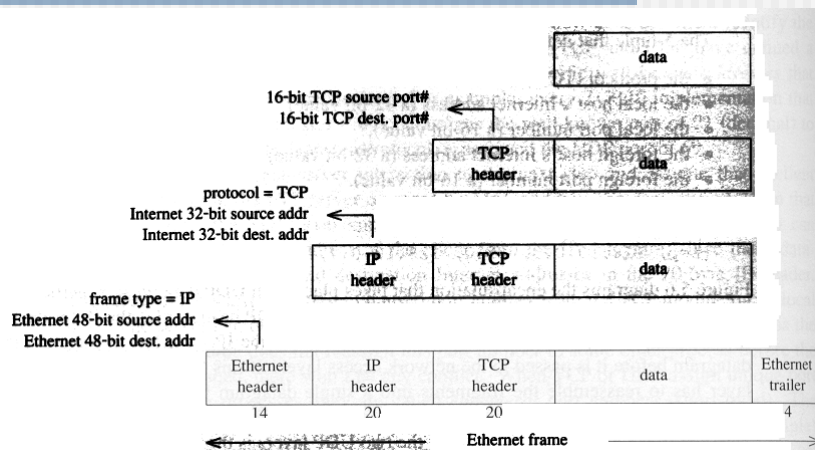 data
16-bit TCP source port#
16-bit TCP dest. port#
TCP header
data
protocol = TCP
Internet 32-bit source addr
Internet 32-bit dest. addr
IP header
TCP header
data
frame type = IP
Ethernet 48-bit source addr
Ethernet 48-bit dest. addr
Ethernet header
IP header
TCP header
data
Ethernet trailer
14
20
20
4
Ethernet frame